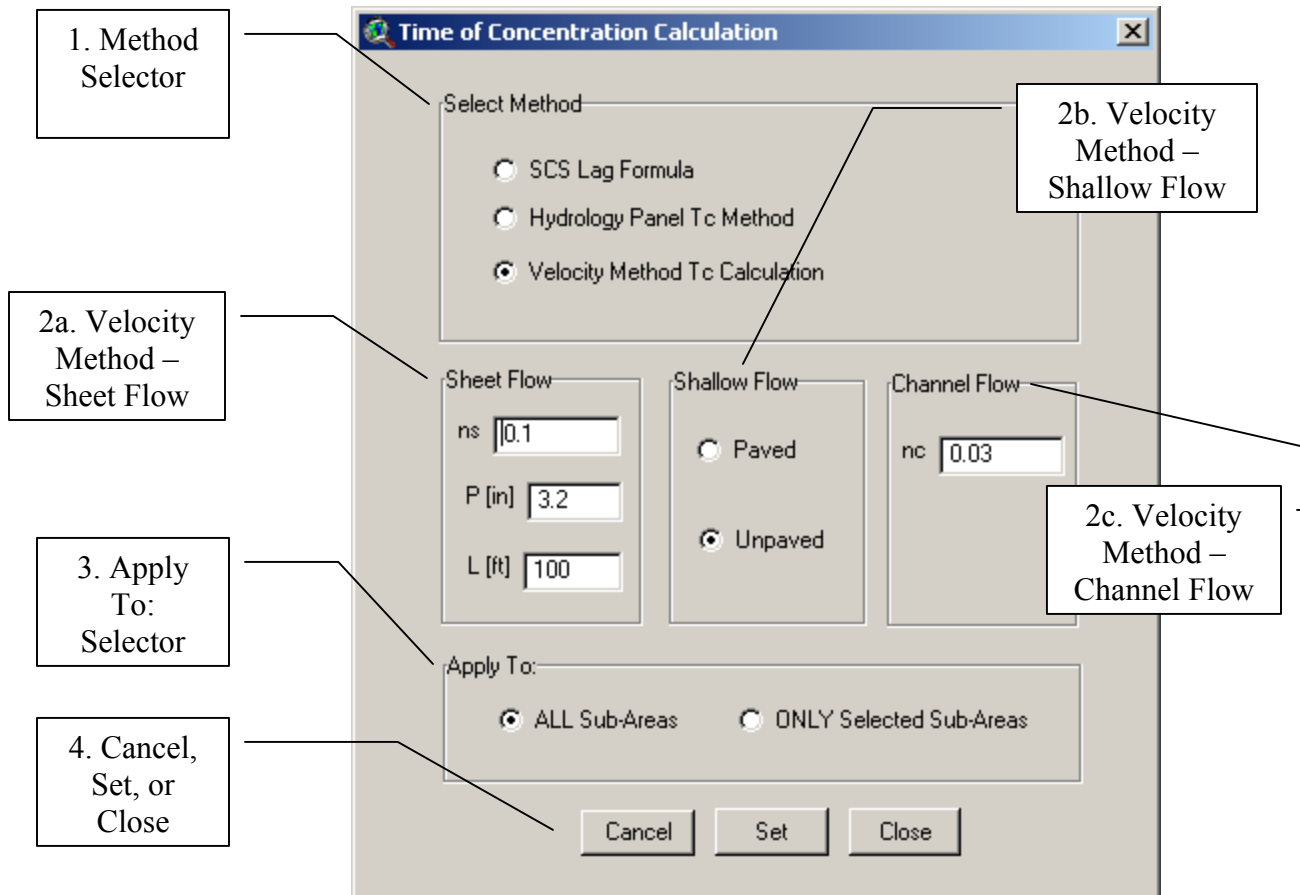 1. Method
Selector
Time of Concentration Calculation
Select Method
SCS Lag Formula
Hydrology Panel Tc Method
Velocity Method Tc Calculation
2b. Velocity
Method –
Shallow Flow
2a. Velocity
Method –
Sheet Flow
Sheet Flow
ns 0.1
P [in] 3.2
L [ft] 100
Shallow Flow
Paved
Unpaved
Channel Flow
nc 0.03
2c. Velocity
Method –
Channel Flow
3. Apply
To:
Selector
Apply To:
ALL Sub-Areas
ONLY Selected Sub-Areas
4. Cancel,
Set, or
Close
Cancel
Set
Close